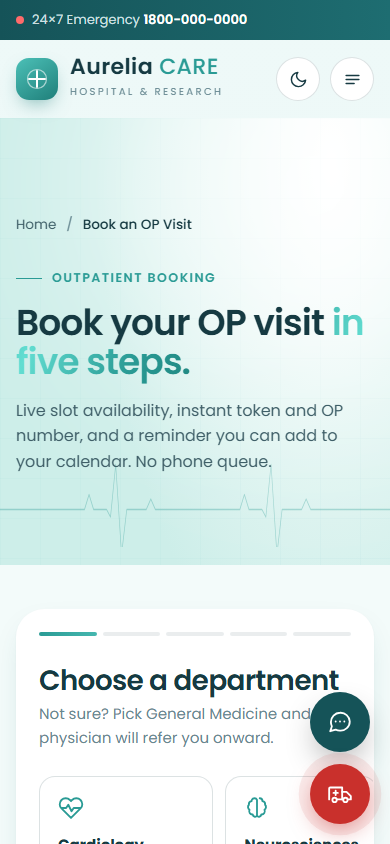 24×7 Emergency 1800-000-0000
Aurelia CARE
HOSPITAL & RESEARCH
Home / Book an OP Visit
OUTPATIENT BOOKING
Book your OP visit in
five steps.
Live slot availability, instant token and OP
number, and a reminder you can add to
your calendar. No phone queue.
Choose a department
Not sure? Pick General Medicine and
physician will refer you onward.
Cardiology
Neurosciences